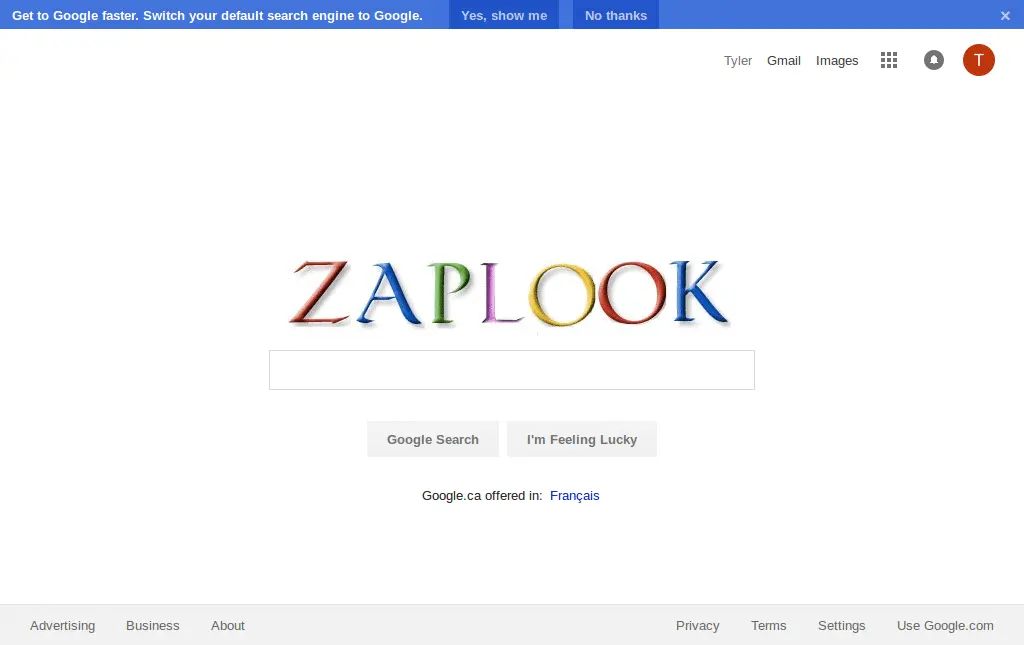 Get to Google faster. Switch your default search engine to Google. Yes, show me No thanks ×
Tyler Gmail Images T
ZAPLOOK
Google Search I'm Feeling Lucky
Google.ca offered in: Français
Advertising Business About Privacy Terms Settings Use Google.com